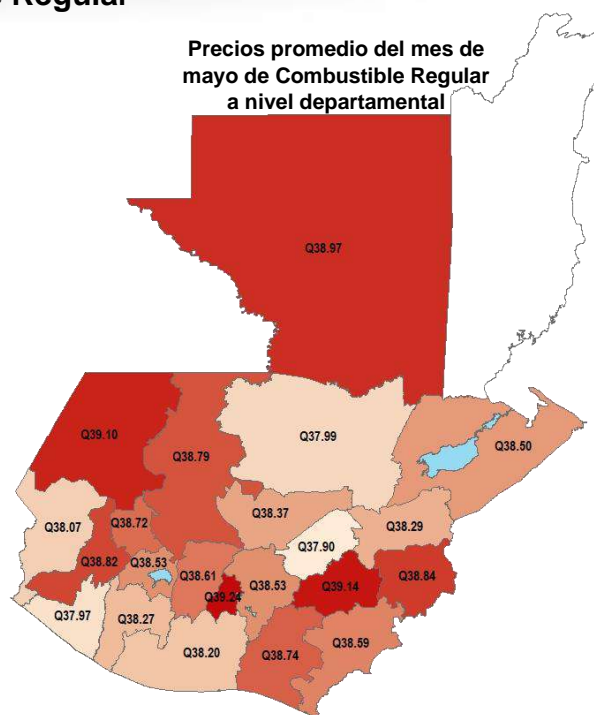 Regular
Precios promedio del mes de
mayo de Combustible Regular
a nivel departamental
Q38.97
Q39.10
Q38.79
Q37.99
Q38.50
Q38.07
Q38.72
Q38.37
Q38.29
Q37.90
Q38.82
Q38.53
Q38.61
Q39.24
Q38.53
Q39.14
Q38.84
Q37.97
Q38.27
Q38.20
Q38.74
Q38.59